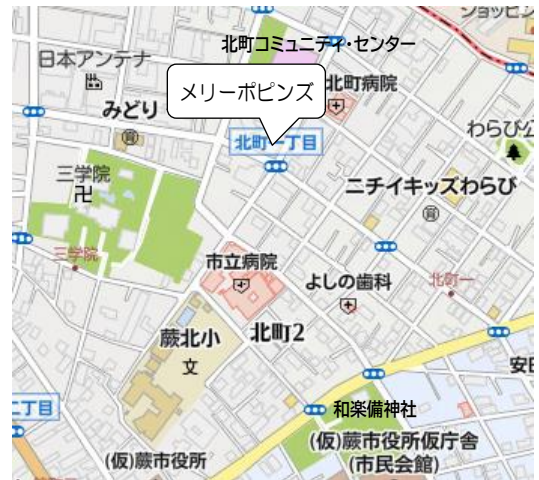 ショッピン
北町コミュニティ・センター
日本アンテナ
メリーポピンズ
北町病院
みどり
わらび公
北町一丁目
三学院
ニチイキッズわらび
三学院
市立病院
よしの歯科
北町一
蕨北小
文
北町2
安田
二丁目
和楽備神社
(仮)蕨市役所仮庁舎
(市民会館)
(仮)蕨市役所